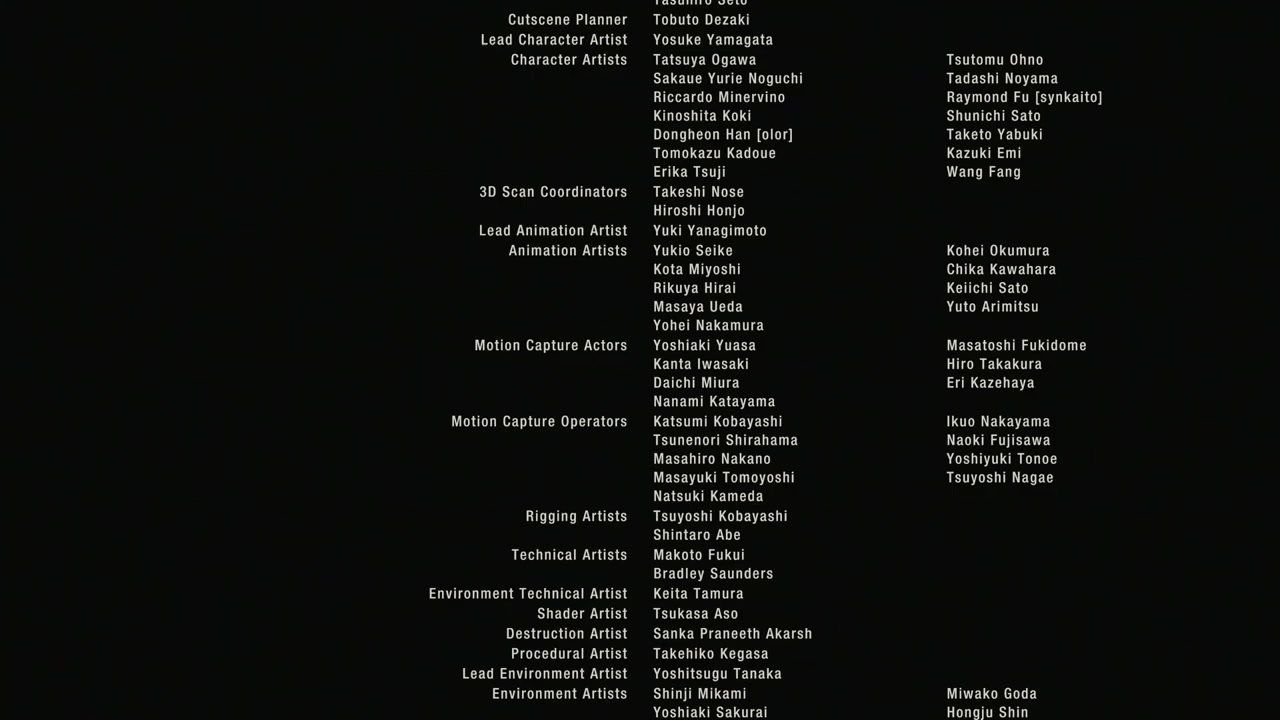 Yasuhiro Seto
Cutscene Planner Tobuto Dezaki
Lead Character Artist Yosuke Yamagata
Character Artists Tatsuya Ogawa Tsutomu Ohno
Sakaue Yurie Noguchi Tadashi Noyama
Riccardo Minervino Raymond Fu [synkaito]
Kinoshita Koki Shunichi Sato
Dongheon Han [olor] Taketo Yabuki
Tomokazu Kadoue Kazuki Emi
Erika Tsuji Wang Fang
3D Scan Coordinators Takeshi Nose
Hiroshi Honjo
Lead Animation Artist Yuki Yanagimoto
Animation Artists Yukio Seike Kohei Okumura
Kota Miyoshi Chika Kawahara
Rikuya Hirai Keiichi Sato
Masaya Ueda Yuto Arimitsu
Yohei Nakamura
Motion Capture Actors Yoshiaki Yuasa Masatoshi Fukidome
Kanta Iwasaki Hiro Takakura
Daichi Miura Eri Kazehaya
Nanami Katayama
Motion Capture Operators Katsumi Kobayashi Ikuo Nakayama
Tsunenori Shirahama Naoki Fujisawa
Masahiro Nakano Yoshiyuki Tonoe
Masayuki Tomoyoshi Tsuyoshi Nagae
Natsuki Kameda
Rigging Artists Tsuyoshi Kobayashi
Shintaro Abe
Technical Artists Makoto Fukui
Bradley Saunders
Environment Technical Artist Keita Tamura
Shader Artist Tsukasa Aso
Destruction Artist Sanka Praneeth Akarsh
Procedural Artist Takehiko Kegasa
Lead Environment Artist Yoshitsugu Tanaka
Environment Artists Shinji Mikami Miwako Goda
Yoshiaki Sakurai Hongju Shin